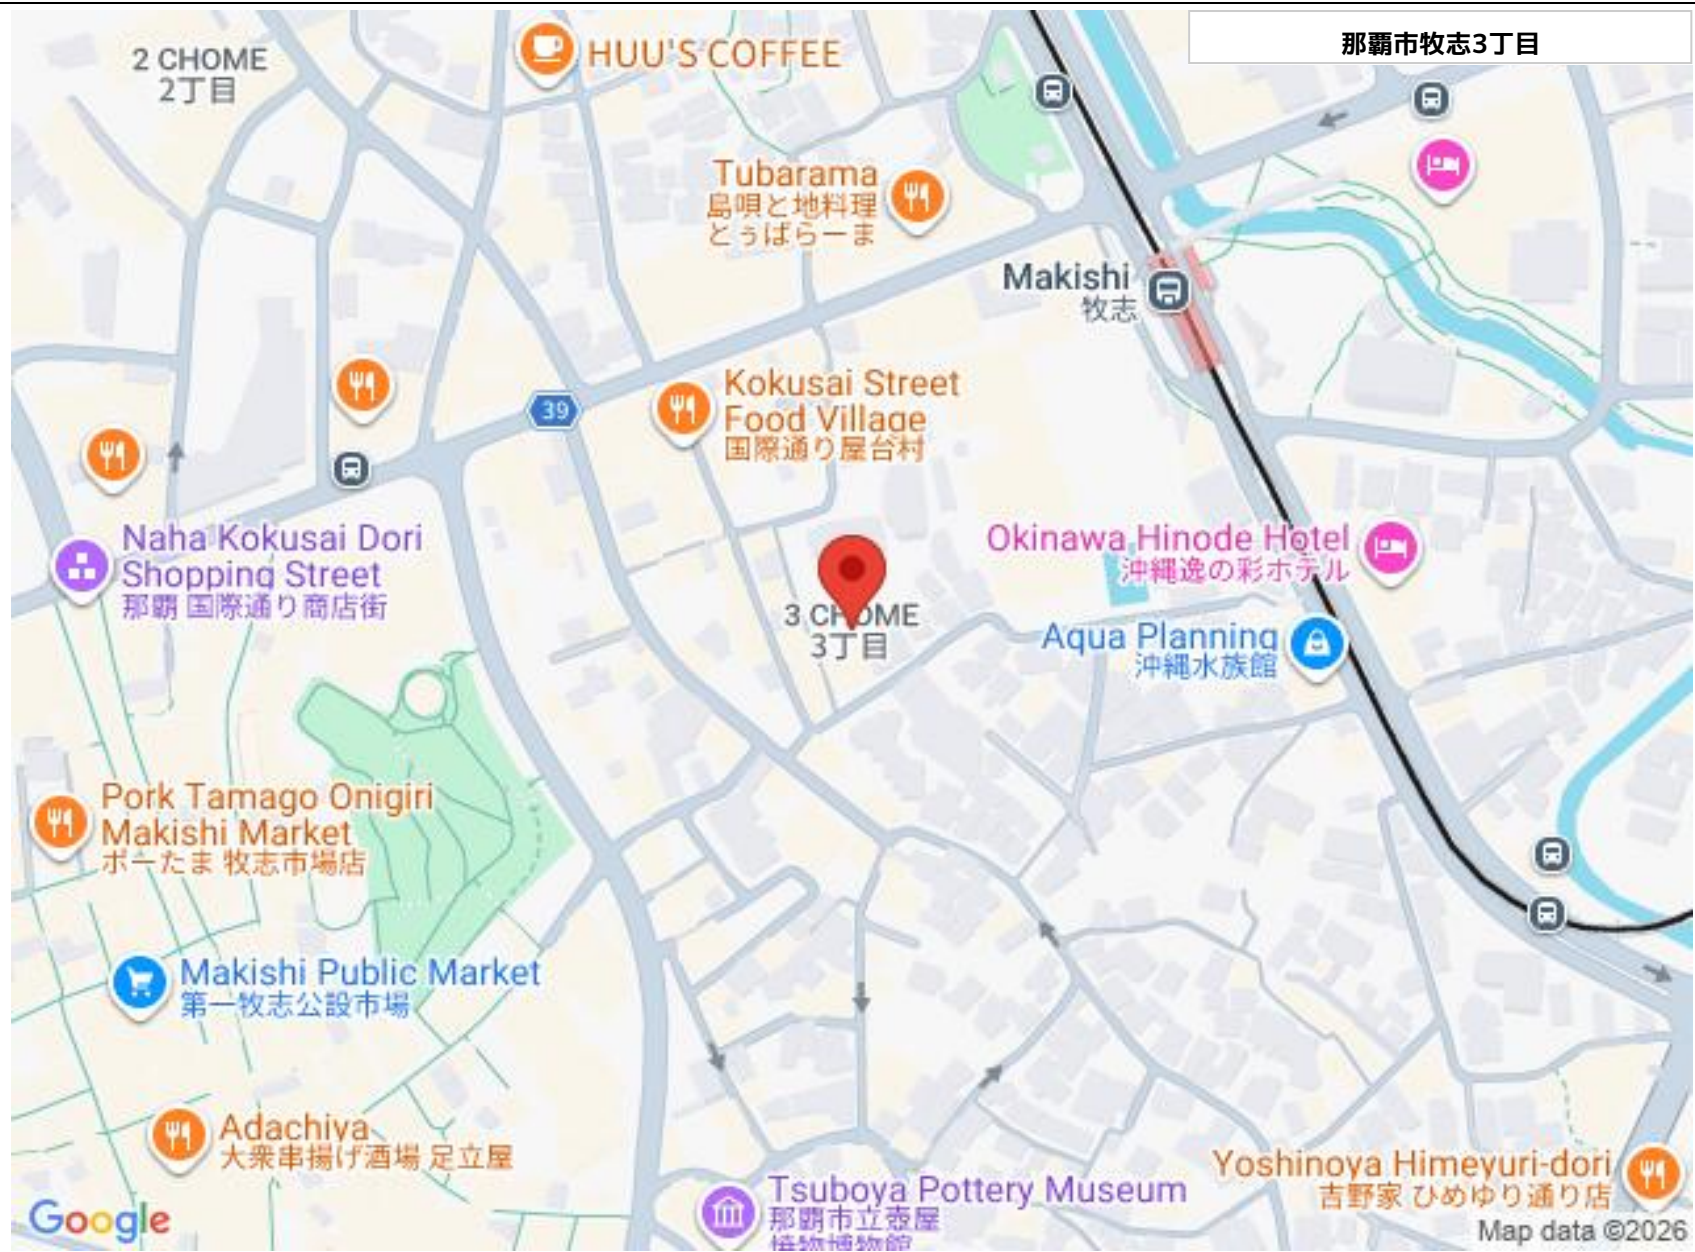 那覇市牧志3丁目
2 CHOME
2丁目
HUU'S COFFEE
Tubarama
島唄と地料理
とぅばらーま
Makishi
牧志
Kokusai Street
Food Village
国際通り屋台村
39
Naha Kokusai Dori
Shopping Street
那覇 国際通り商店街
Okinawa Hinode Hotel
沖縄逸の彩ホテル
3 CHOME
3丁目
Aqua Planning
沖縄水族館
Pork Tamago Onigiri
Makishi Market
ポーたま 牧志市場店
Makishi Public Market
第一牧志公設市場
Adachiya
大衆串揚げ酒場 足立屋
Yoshinoya Himeyuri-dori
吉野家 ひめゆり通り店
Tsuboya Pottery Museum
那覇市立壺屋
焼物博物館
Google
Map data ©2026